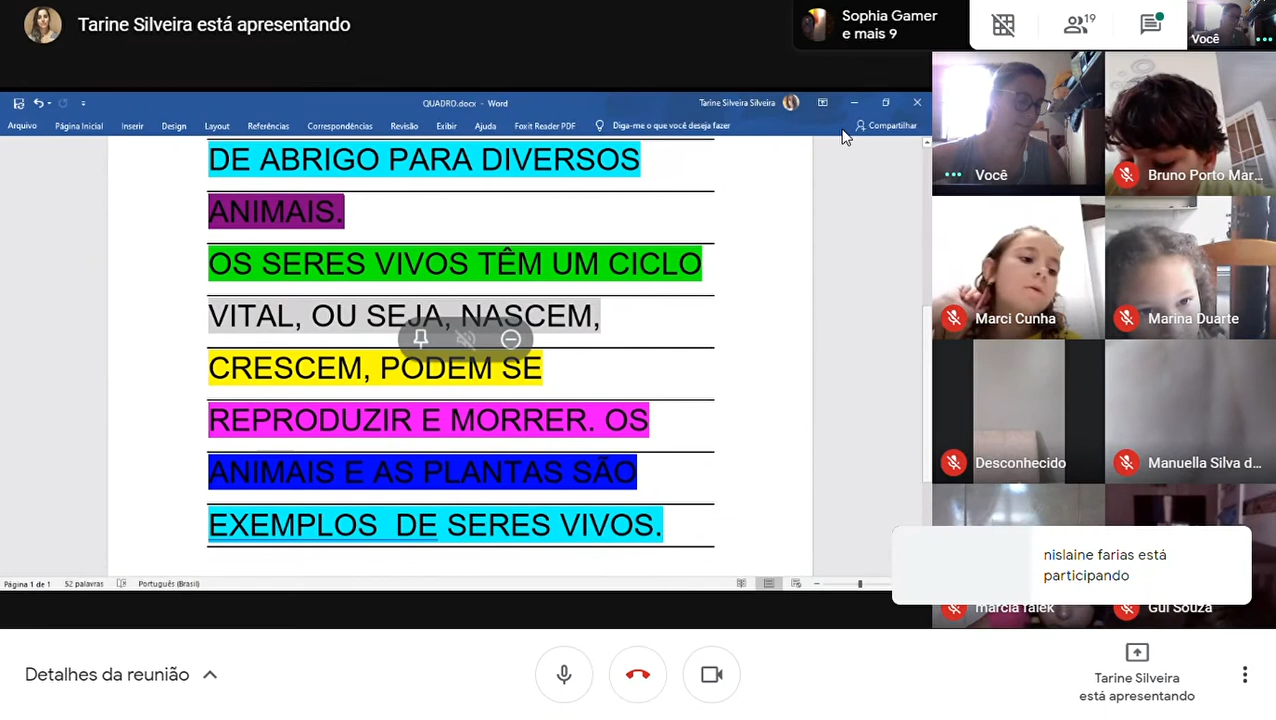 Tarine Silveira está apresentando
Sophia Gamer
e mais 9
19
Você
QUADRO.docx - Word
Tarine Silveira Silveira
Arquivo Página Inicial Inserir Design Layout Referências Correspondências Revisão Exibir Ajuda Foxit Reader PDF Diga-me o que você deseja fazer Compartilhar
DE ABRIGO PARA DIVERSOS
ANIMAIS.
OS SERES VIVOS TÊM UM CICLO
VITAL, OU SEJA, NASCEM,
CRESCEM, PODEM SE
REPRODUZIR E MORRER. OS
ANIMAIS E AS PLANTAS SÃO
EXEMPLOS DE SERES VIVOS.
Página 1 de 1 52 palavras Português (Brasil)
Você
Bruno Porto Mar...
Marci Cunha
Marina Duarte
Desconhecido
Manuella Silva d...
nislaine farias está
participando
marcia falek
Gui Souza
Detalhes da reunião
Tarine Silveira
está apresentando